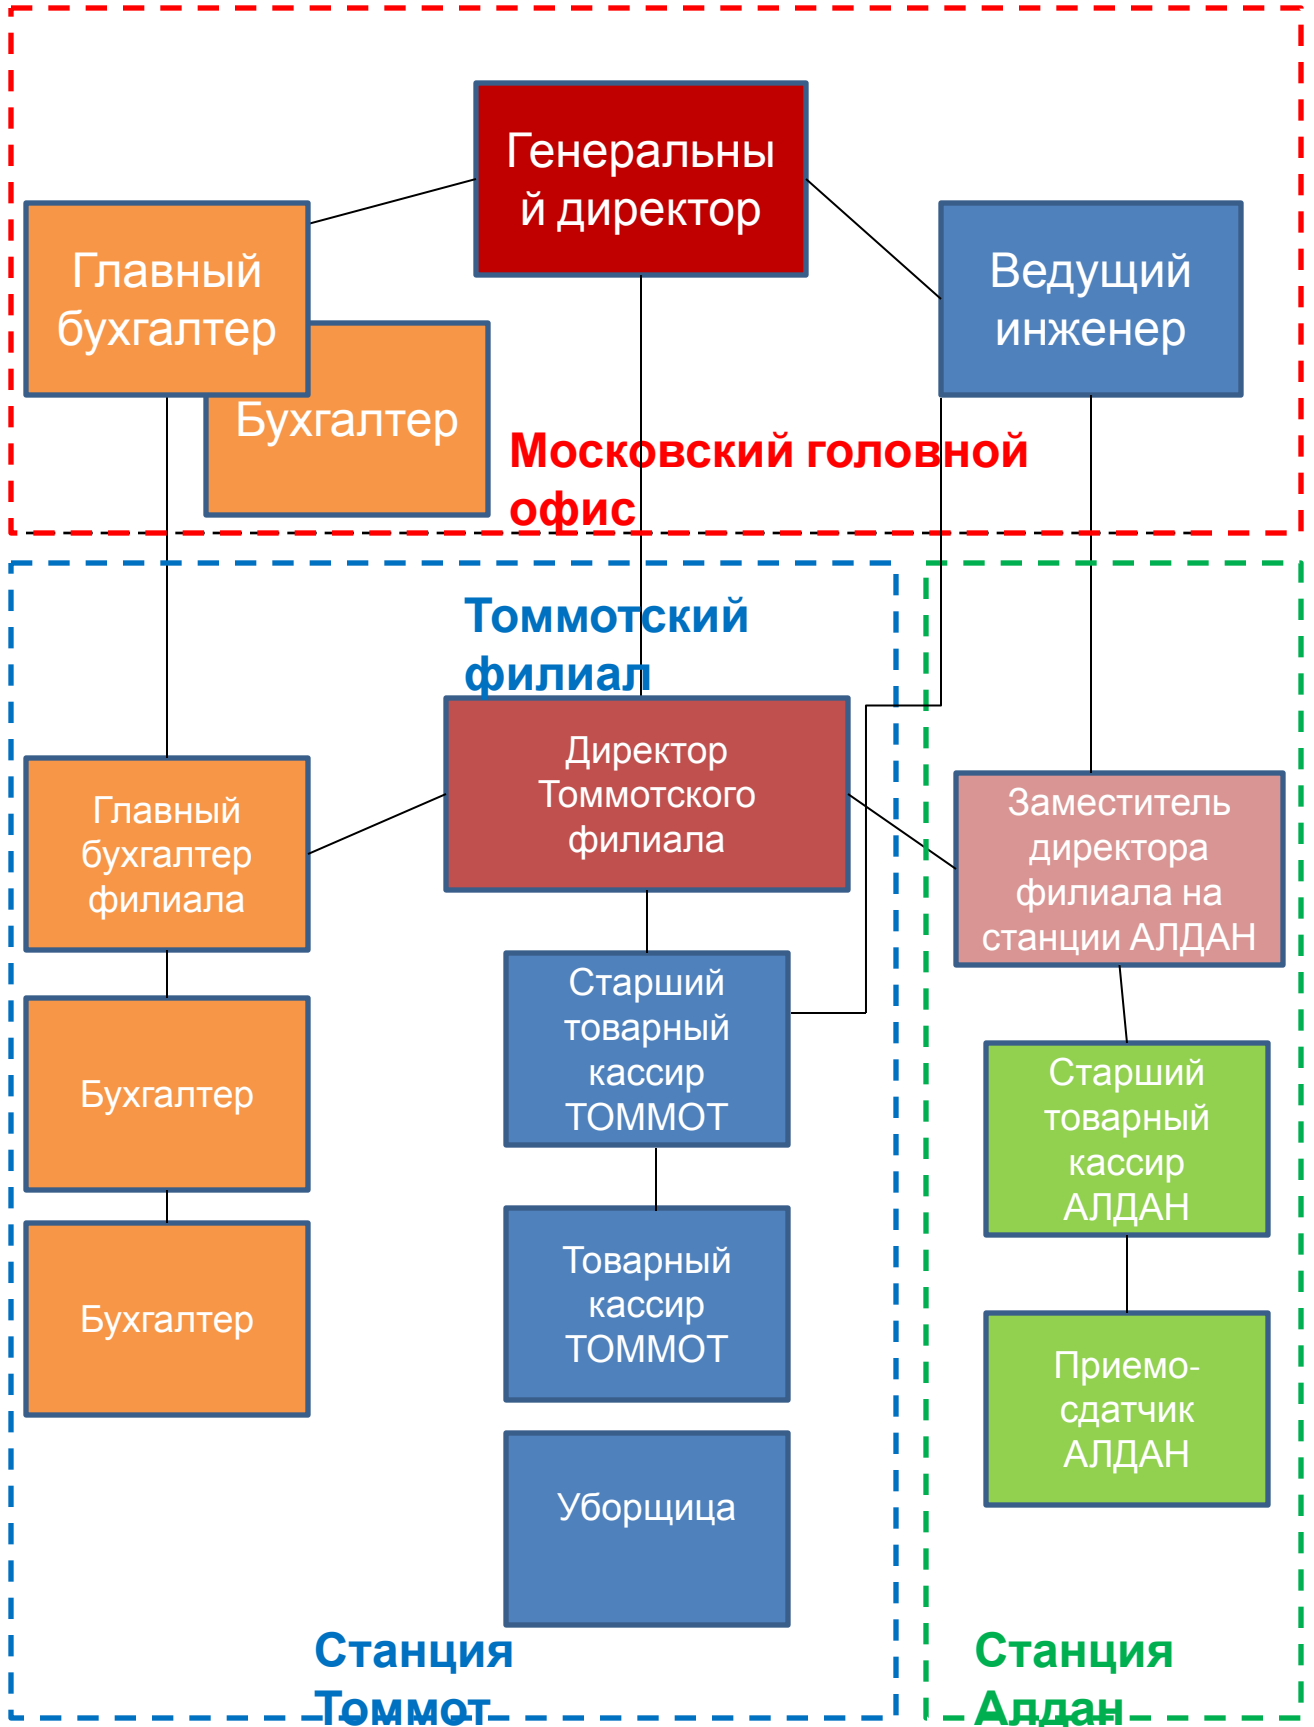 Генеральны
й директор
Главный
бухгалтер
Ведущий
инженер
Бухгалтер
Московский головной
офис
Томмотский
филиал
Директор
Томмотского
филиала
Главный
бухгалтер
филиала
Заместитель
директора
филиала на
станции АЛДАН
Старший
товарный
кассир
ТОММОТ
Бухгалтер
Старший
товарный
кассир
АЛДАН
Товарный
кассир
ТОММОТ
Бухгалтер
Приемо-
сдатчик
АЛДАН
Уборщица
Станция
Томмот
Станция
Алдан